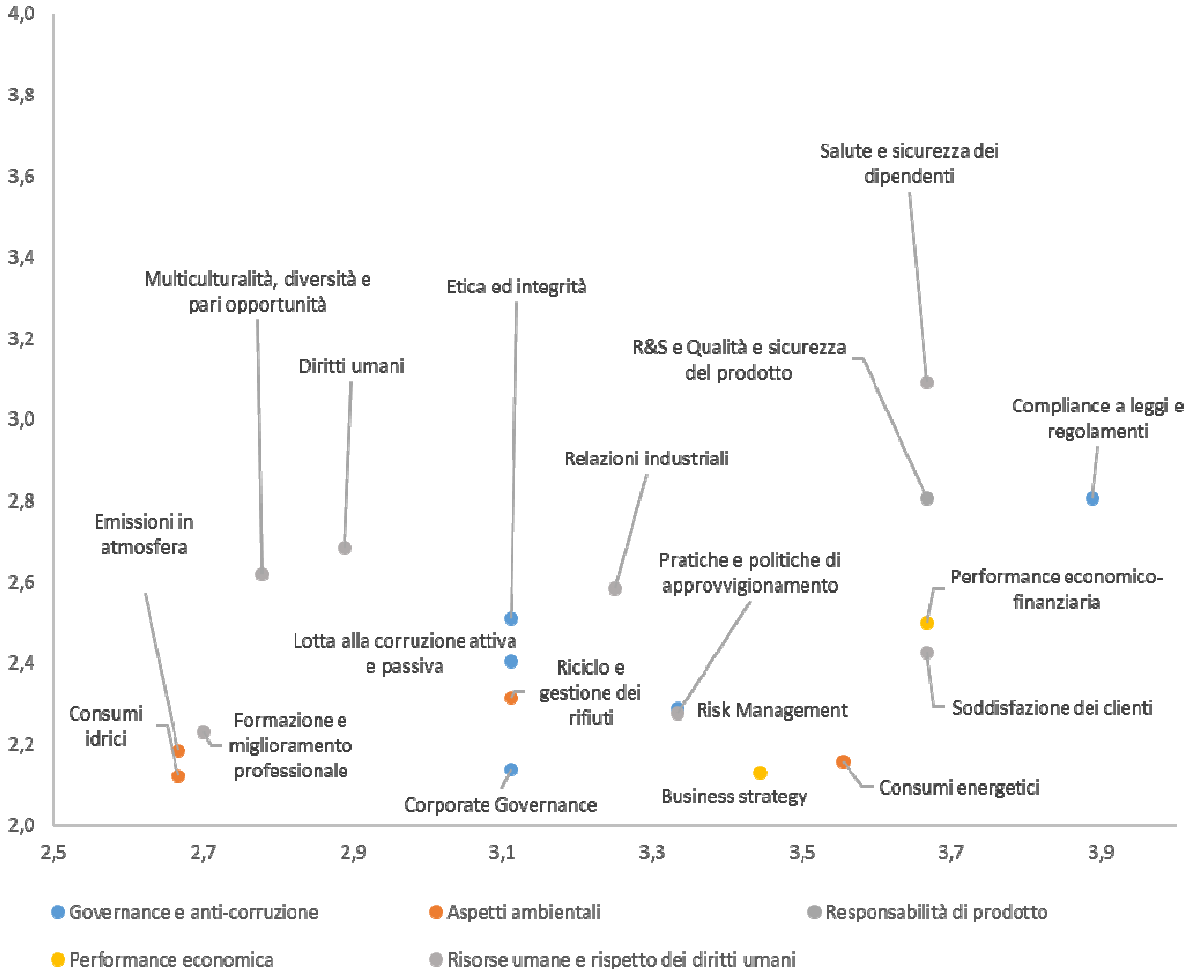 4,0
3,8
3,6
3,4
3,2
3,0
2,8
2,6
2,4
2,2
2,0
Salute e sicurezza dei
dipendenti
Multiculturalità, diversità e
pari opportunità
Etica ed integrità
Diritti umani
R&S e Qualità e sicurezza
del prodotto
Compliance a leggi e
regolamenti
Relazioni industriali
Emissioni in
atmosfera
Pratiche e politiche di
approvvigionamento
Performance economico-
finanziaria
Lotta alla corruzione attiva
e passiva
Riciclo e
gestione dei
rifiuti
Consumi
idrici
Formazione e
miglioramento
professionale
Risk Management
Soddisfazione dei clienti
Corporate Governance
Business strategy
Consumi energetici
2,5
2,7
2,9
3,1
3,3
3,5
3,7
3,9
Governance e anti-corruzione
Aspetti ambientali
Responsabilità di prodotto
Performance economica
Risorse umane e rispetto dei diritti umani